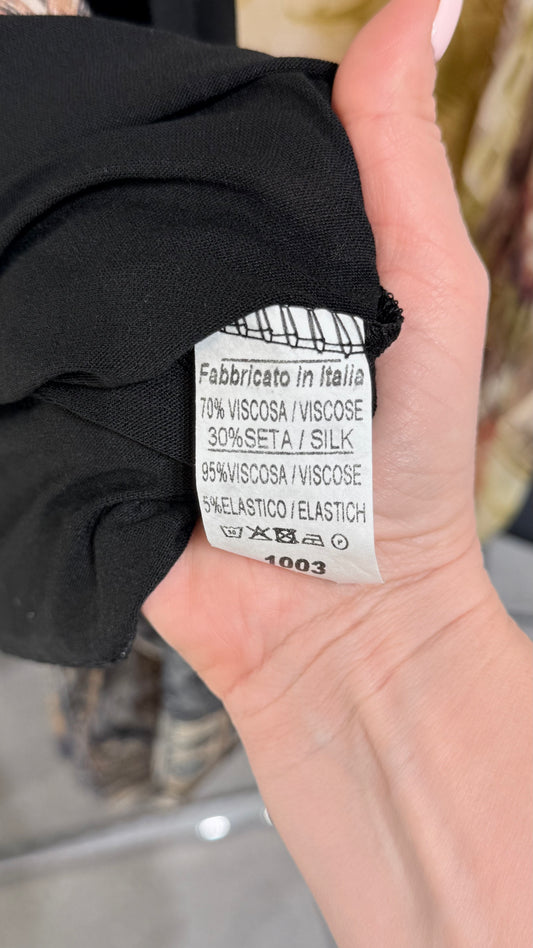 Fabbricato in Italia
70% VISCOSA / VISCOSE
30%SETA / SILK
95%VISCOSA / VISCOSE
5%ELASTICO / ELASTICH
1003